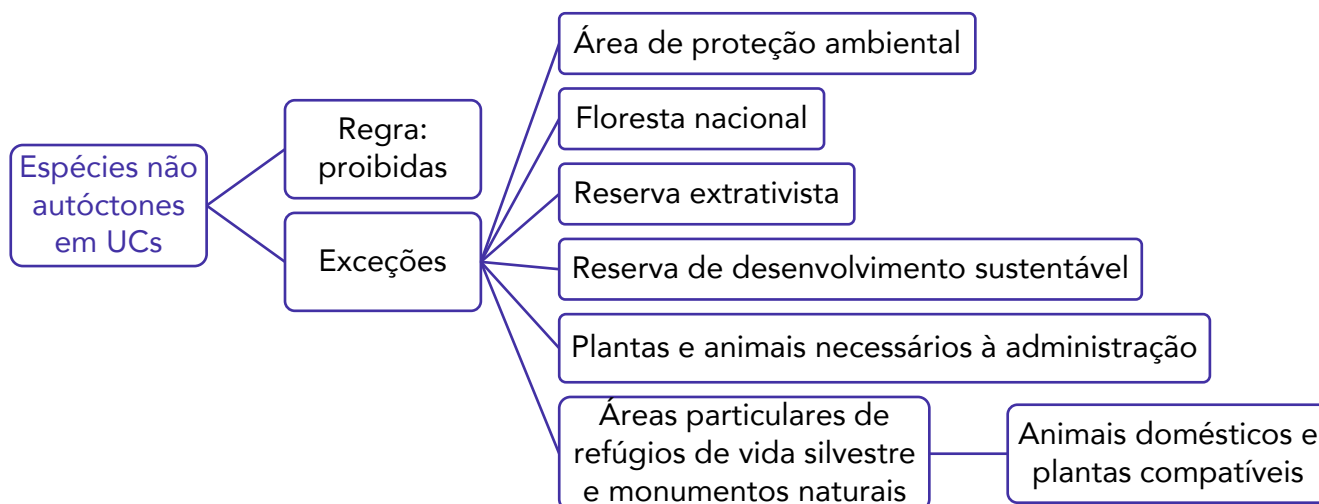 Espécies não
autóctones
em UCs
Regra:
proibidas
Exceções
Área de proteção ambiental
Floresta nacional
Reserva extrativista
Reserva de desenvolvimento sustentável
Plantas e animais necessários à administração
Áreas particulares de
refúgios de vida silvestre
e monumentos naturais
Animais domésticos e
plantas compatíveis